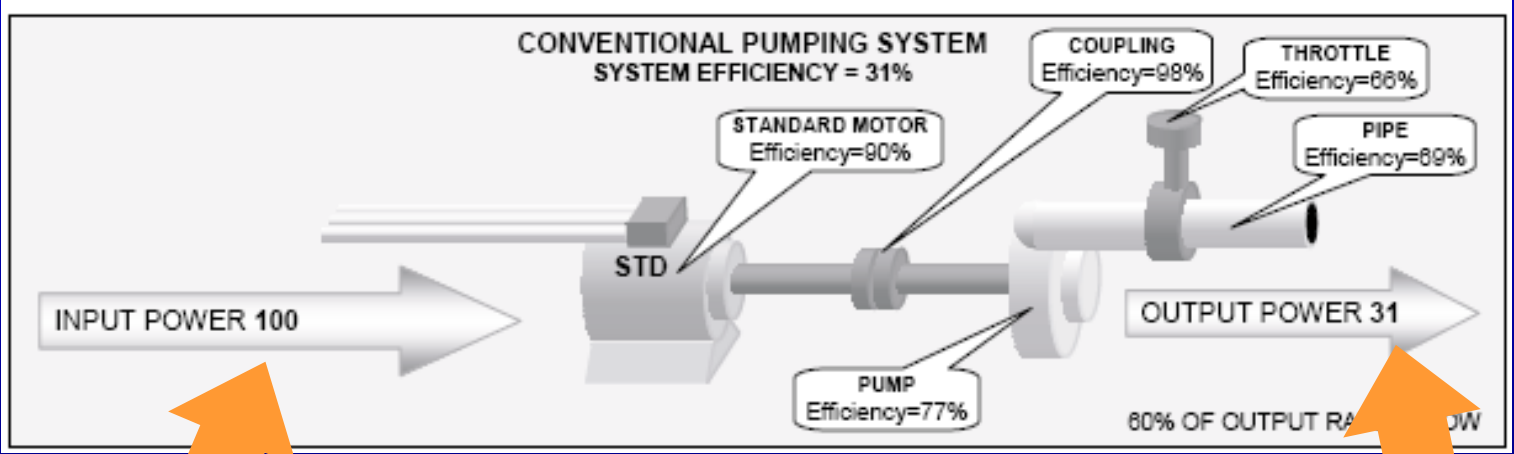 CONVENTIONAL PUMPING SYSTEM
SYSTEM EFFICIENCY = 31%
COUPLING
Efficiency=98%
THROTTLE
Efficiency=66%
STANDARD MOTOR
Efficiency=90%
PIPE
Efficiency=69%
STD
INPUT POWER 100
OUTPUT POWER 31
PUMP
Efficiency=77%
60% OF OUTPUT